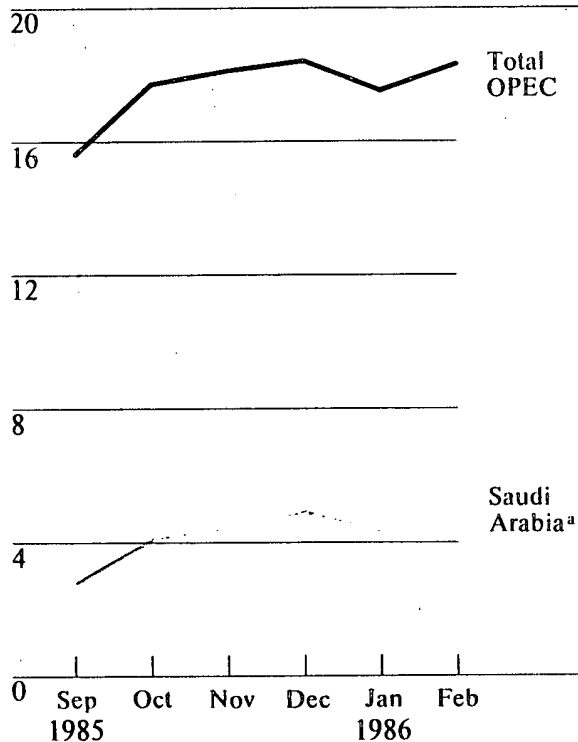 20
Total
OPEC
16
12
8
Saudi
Arabiaᵃ
4
0
Sep Oct Nov Dec Jan Feb
1985 1986